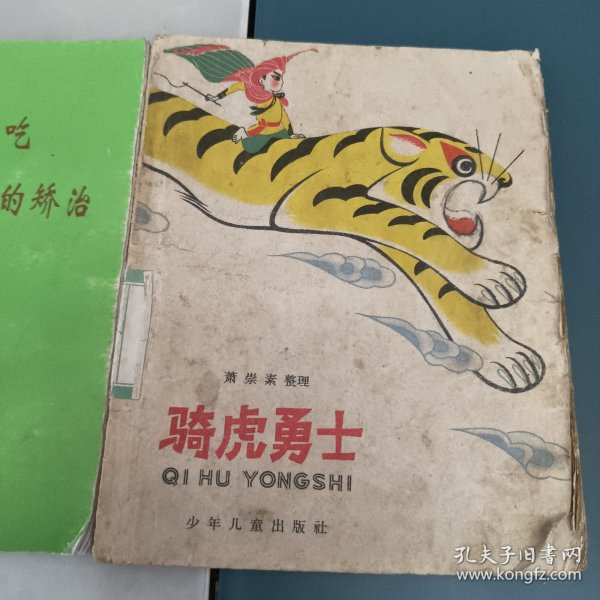 吃
的矫治
萧崇素 整理
骑虎勇士
QI HU YONGSHI
少年儿童出版社
孔夫子旧书网
www.kongfz.com